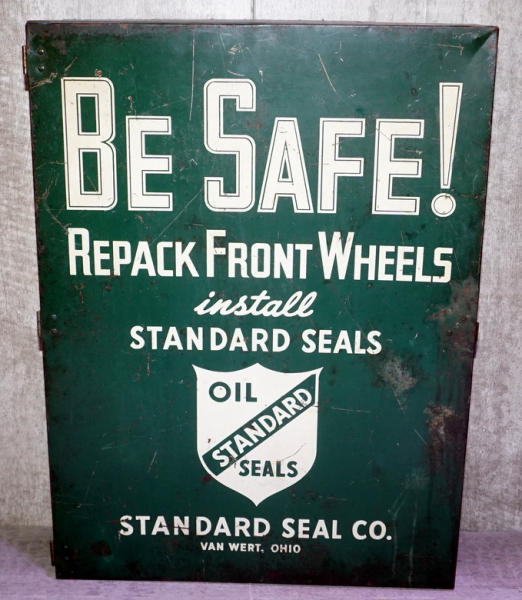 BE SAFE!
REPACK FRONT WHEELS
install
STANDARD SEALS
OIL
STANDARD
SEALS
STANDARD SEAL CO.
VAN WERT, OHIO